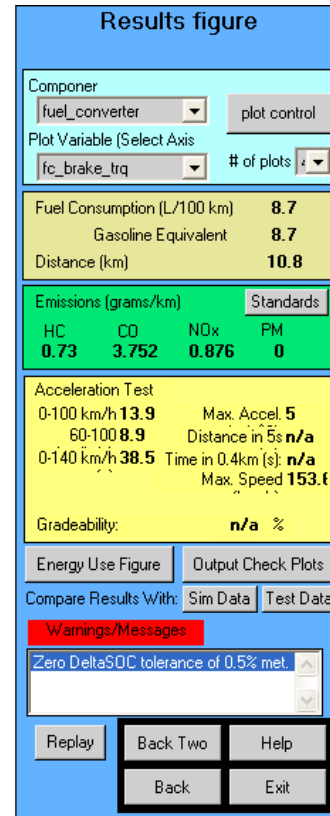 Results figure
Componer
fuel_converter
plot control
Plot Variable (Select Axis
fc_brake_trq
# of plots
Fuel Consumption (L/100 km) 8.7
Gasoline Equivalent 8.7
Distance (km) 10.8
Emissions (grams/km) Standards
HC CO NOx PM
0.73 3.752 0.876 0
Acceleration Test
0-100 km/h 13.9 Max. Accel. 5
60-100 8.9 Distance in 5s n/a
0-140 km/h 38.5 Time in 0.4km (s): n/a
Max. Speed 153.6
Gradeability: n/a %
Energy Use Figure Output Check Plots
Compare Results With: Sim Data Test Data
Warnings/Messages
Zero DeltaSOC tolerance of 0.5% met.
Replay Back Two Help
Back Exit